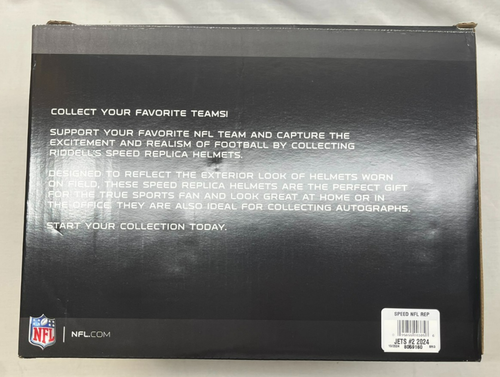 COLLECT YOUR FAVORITE TEAMS!
SUPPORT YOUR FAVORITE NFL TEAM AND CAPTURE THE
EXCITEMENT AND REALISM OF FOOTBALL BY COLLECTING
RIDDELL'S SPEED REPLICA HELMETS.
DESIGNED TO REFLECT THE EXTERIOR LOOK OF HELMETS WORN
ON FIELD, THESE SPEED REPLICA HELMETS ARE THE PERFECT GIFT
FOR THE TRUE SPORTS FAN AND LOOK GREAT AT HOME OR IN
THE OFFICE. THEY ARE ALSO IDEAL FOR COLLECTING AUTOGRAPHS.
START YOUR COLLECTION TODAY.
NFL
NFL.COM
SPEED NFL REP
JETS #2 2024